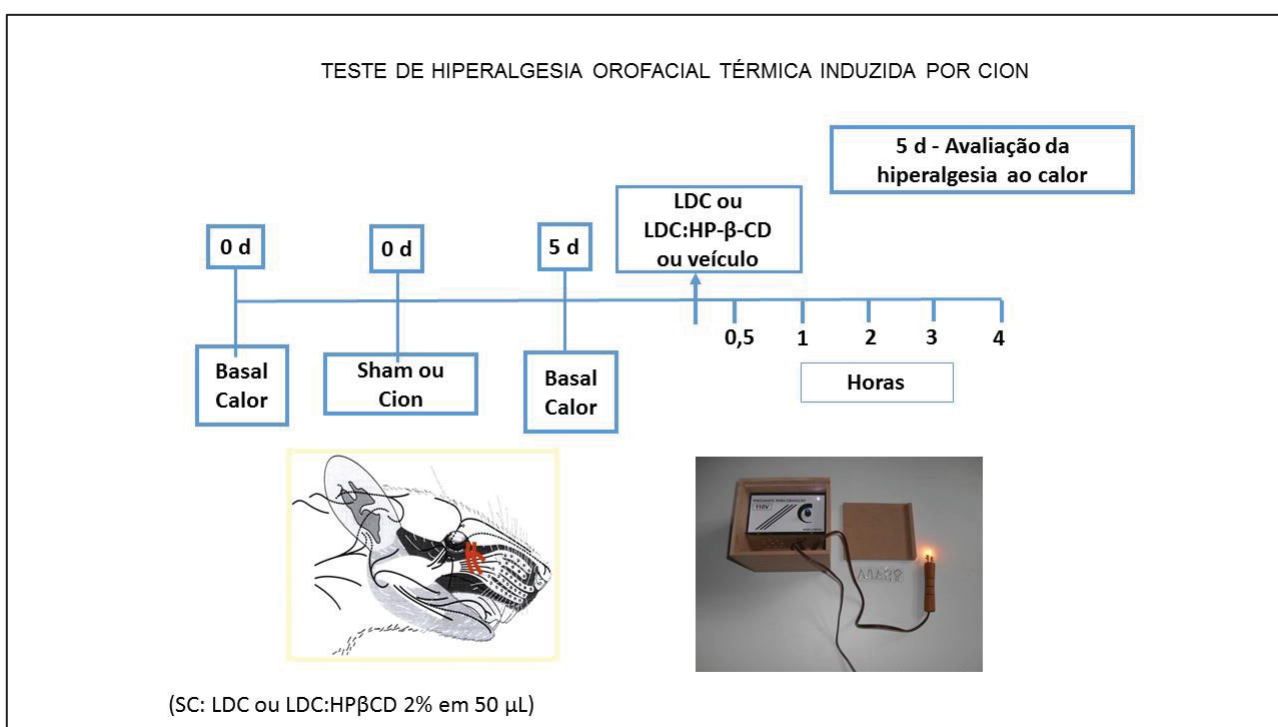 TESTE DE HIPERALGESIA OROFACIAL TÉRMICA INDUZIDA POR CION
5 d - Avaliação da
hiperalgesia ao calor
LDC ou
LDC:HP-β-CD
ou veículo
0 d
0 d
5 d
0,5
1
2
3
4
Basal
Calor
Sham ou
Cion
Basal
Calor
Horas
110V
(SC: LDC ou LDC:HPβCD 2% em 50 µL)